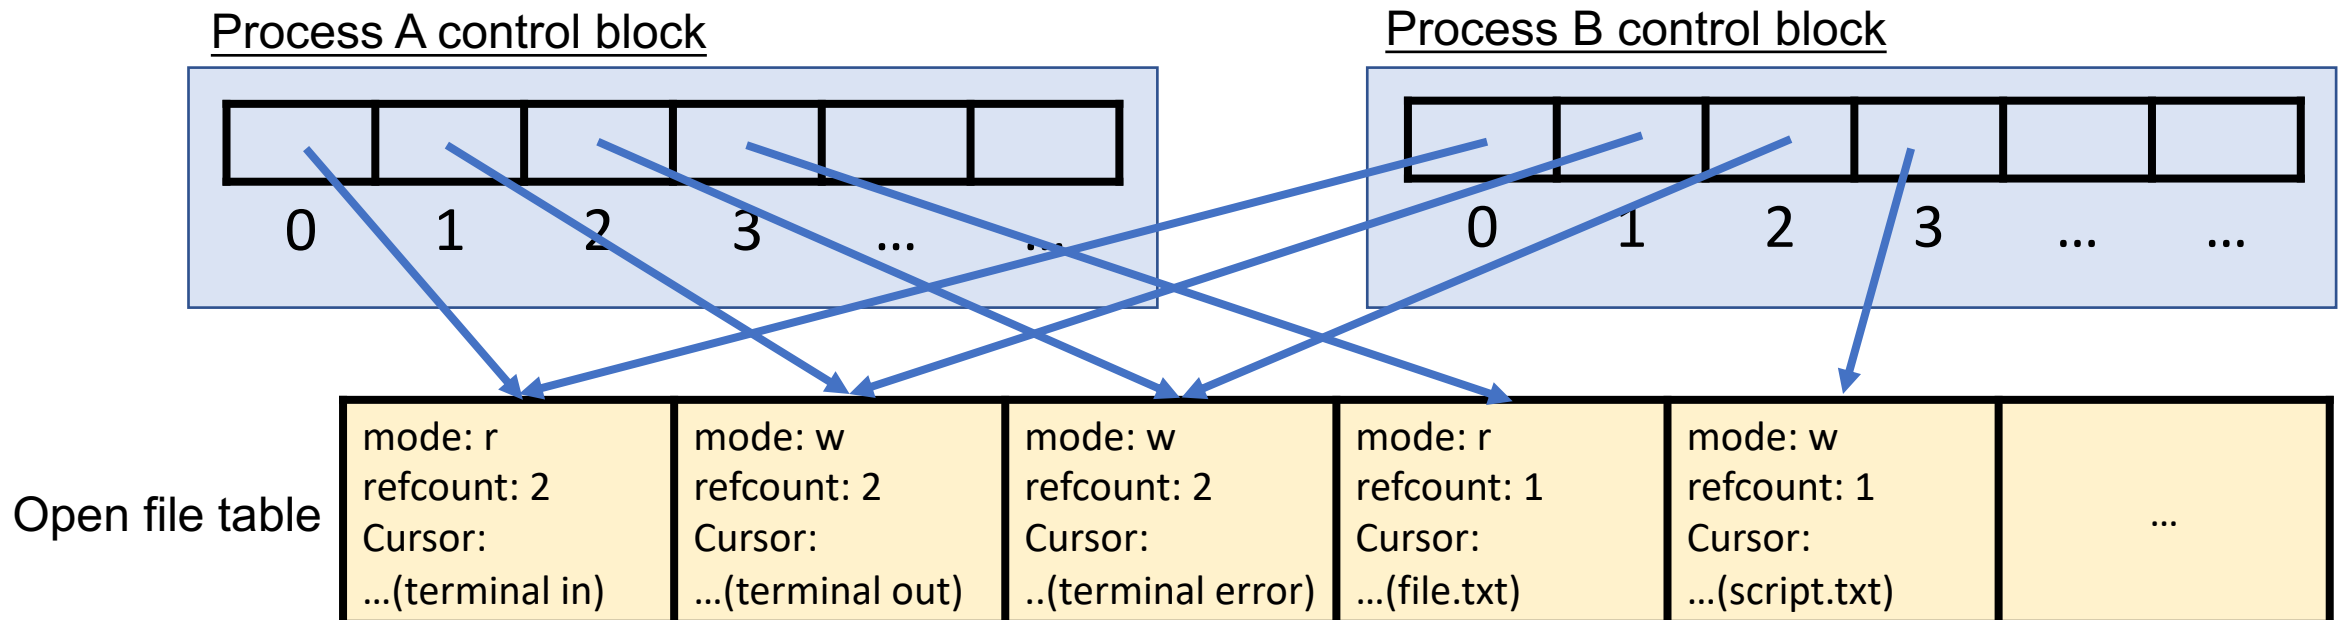 Process A control block
Process B control block
0 1 2 3 ... ...
0 1 2 3 ... ...
Open file table
mode: r
refcount: 2
Cursor:
...(terminal in)
mode: w
refcount: 2
Cursor:
...(terminal out)
mode: w
refcount: 2
Cursor:
..(terminal error)
mode: r
refcount: 1
Cursor:
...(file.txt)
mode: w
refcount: 1
Cursor:
...(script.txt)
...